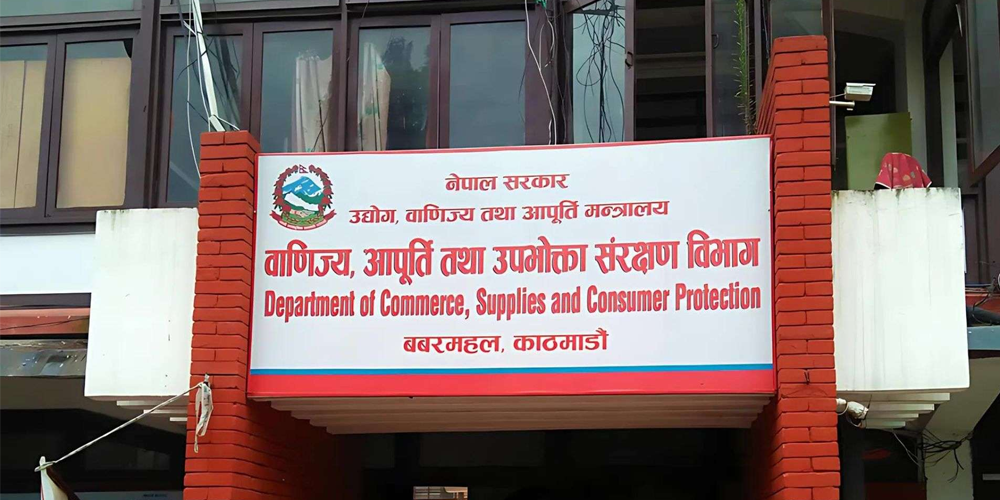 नेपाल सरकार
उद्योग, वाणिज्य तथा आपूर्ति मन्त्रालय
वाणिज्य, आपूर्ति तथा उपभोक्ता संरक्षण विभाग
Department of Commerce, Supplies and Consumer Protection
बबरमहल, काठमाडौं